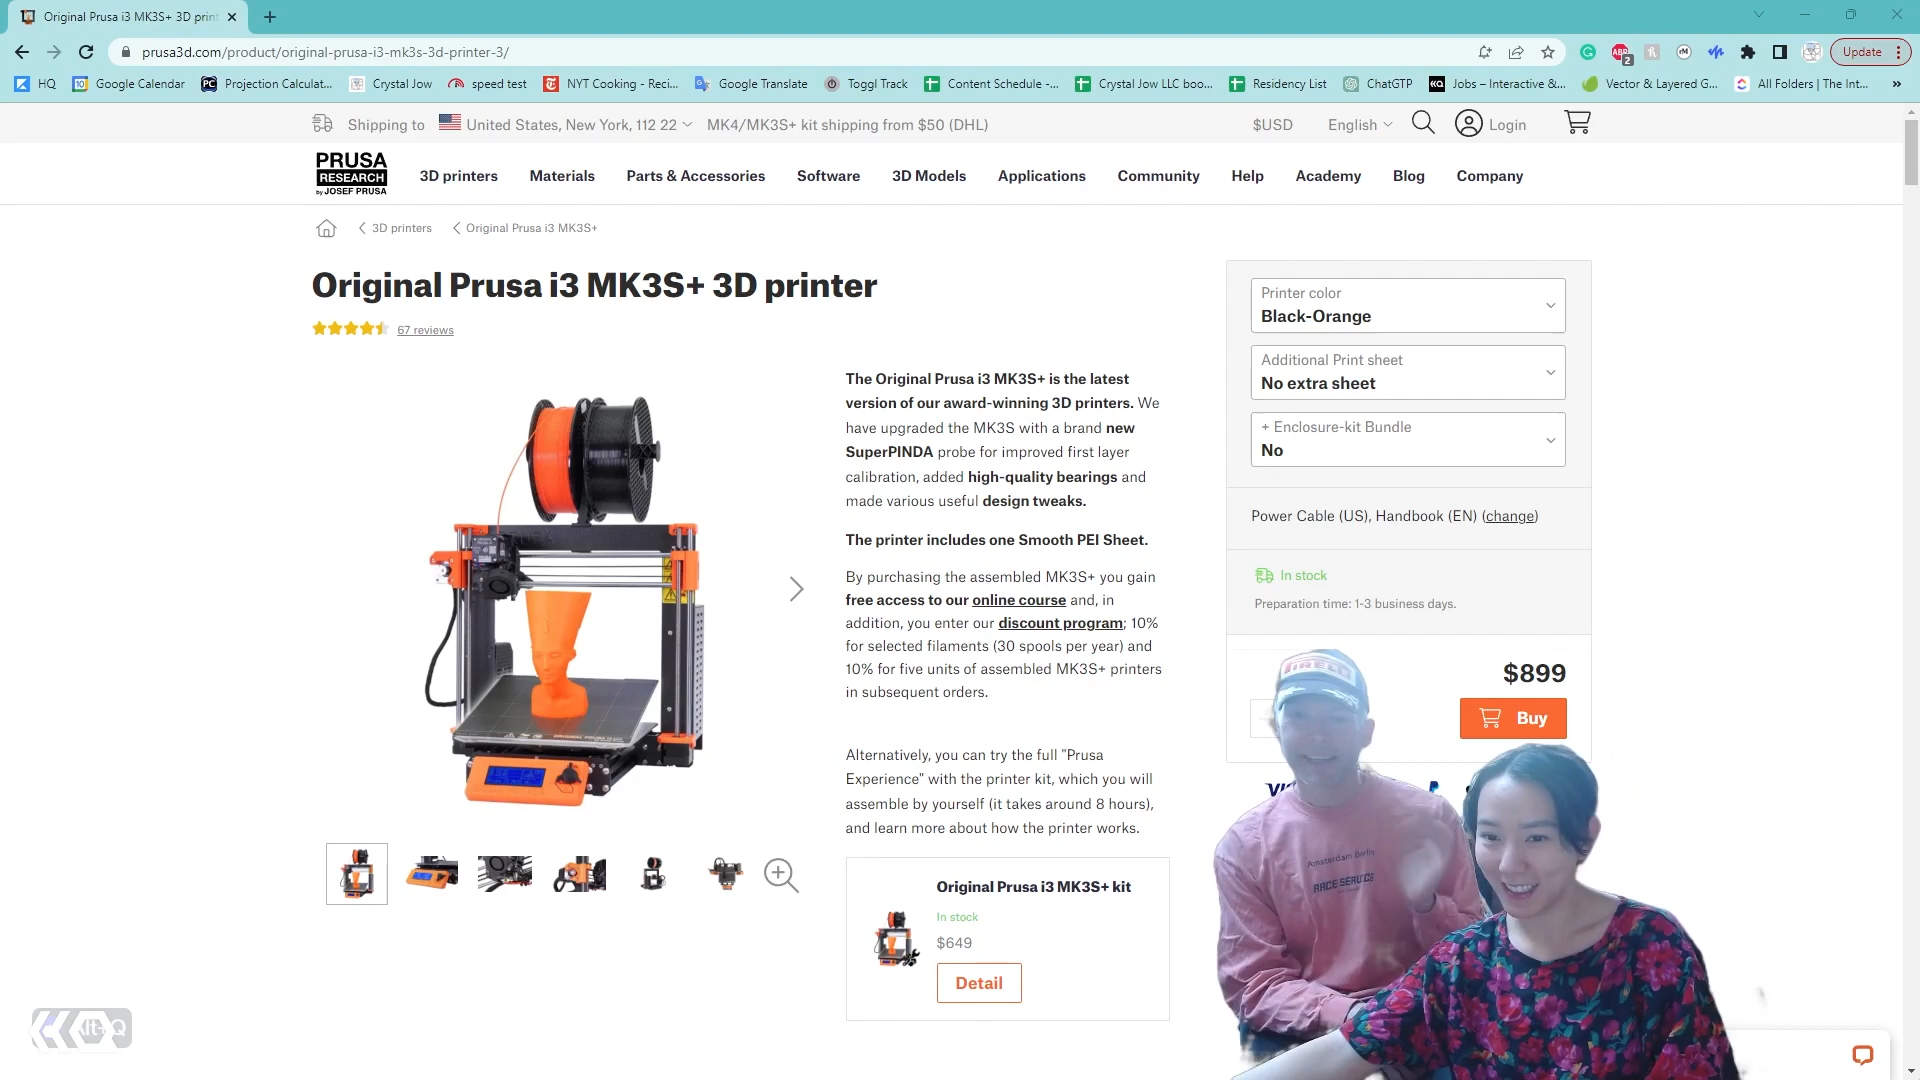 Original Prusa i3 MK3S+ 3D print
prusa3d.com/product/original-prusa-i3-mk3s-3d-printer-3/
ABP 2 Update
HQ Google Calendar PC Projection Calculat... Crystal Jow speed test NYT Cooking - Reci... Google Translate Toggl Track Content Schedule -... Crystal Jow LLC boo... Residency List ChatGTP Jobs – Interactive &... Vector & Layered G... All Folders | The Int... »
Shipping to United States, New York, 112 22 MK4/MK3S+ kit shipping from $50 (DHL) $USD English Login
PRUSA
RESEARCH
by JOSEF PRUSA
3D printers Materials Parts & Accessories Software 3D Models Applications Community Help Academy Blog Company
3D printers Original Prusa i3 MK3S+
Original Prusa i3 MK3S+ 3D printer
67 reviews
The Original Prusa i3 MK3S+ is the latest
version of our award-winning 3D printers. We
have upgraded the MK3S with a brand new
SuperPINDA probe for improved first layer
calibration, added high-quality bearings and
made various useful design tweaks.
The printer includes one Smooth PEI Sheet.
By purchasing the assembled MK3S+ you gain
free access to our online course and, in
addition, you enter our discount program; 10%
for selected filaments (30 spools per year) and
10% for five units of assembled MK3S+ printers
in subsequent orders.
Alternatively, you can try the full "Prusa
Experience" with the printer kit, which you will
assemble by yourself (it takes around 8 hours),
and learn more about how the printer works.
Original Prusa i3 MK3S+ kit
In stock
$649
Detail
Printer color
Black-Orange
Additional Print sheet
No extra sheet
+ Enclosure-kit Bundle
No
Power Cable (US), Handbook (EN) (change)
In stock
Preparation time: 1-3 business days.
$899
Buy
PIRELLI
Amsterdam Berlin
RACE SERVICE
Alt+Q